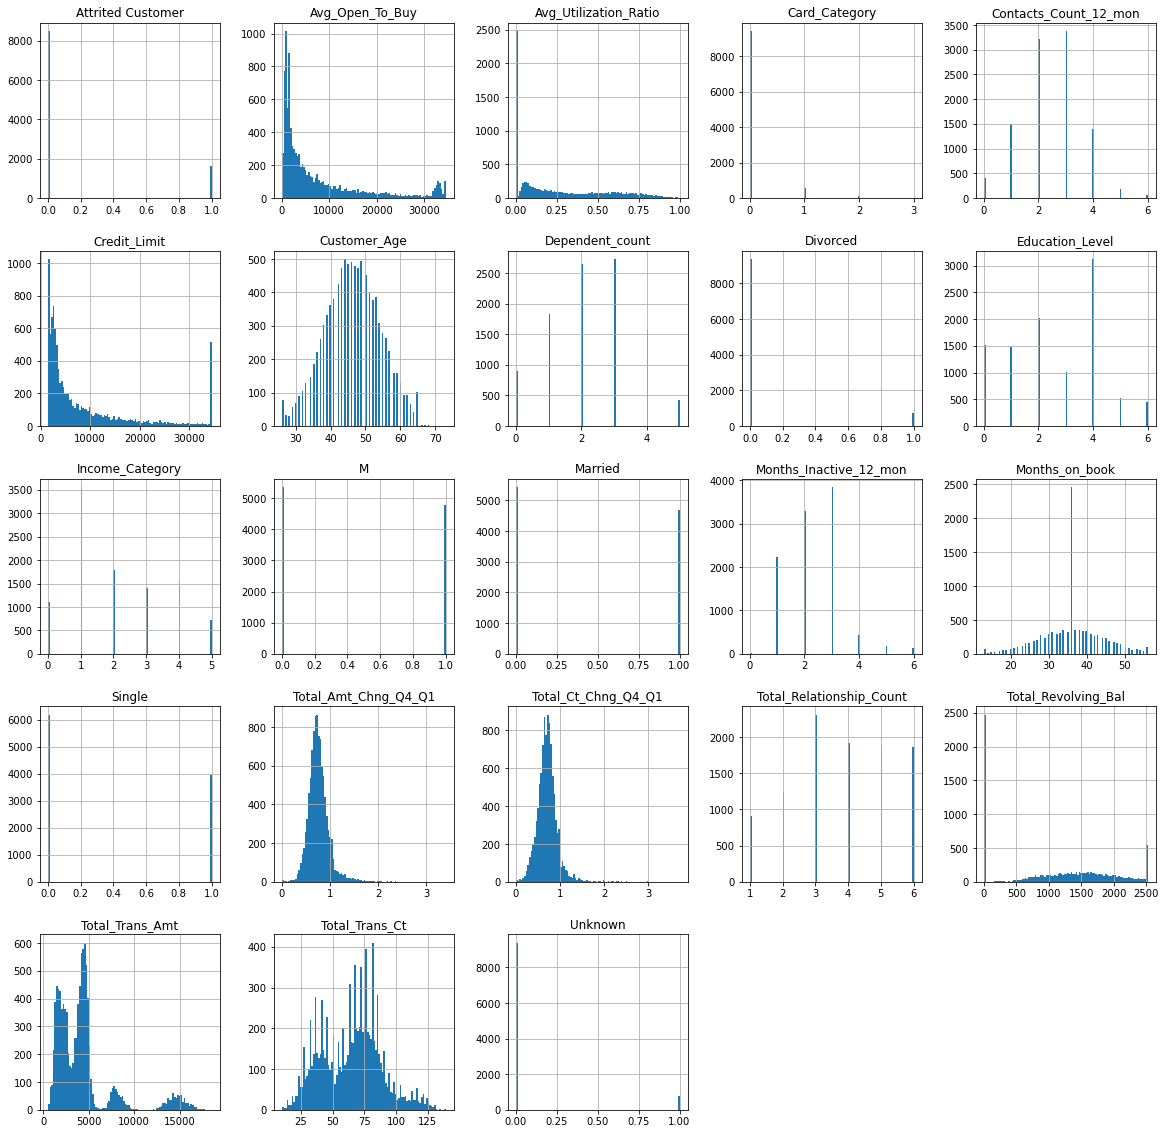 Attrited Customer
8000
6000
4000
2000
0
0.0 0.2 0.4 0.6 0.8 1.0
Avg_Open_To_Buy
1000
800
600
400
200
0
0 10000 20000 30000
Avg_Utilization_Ratio
2500
2000
1500
1000
500
0
0.00 0.25 0.50 0.75 1.00
Card_Category
8000
6000
4000
2000
0
0 1 2 3
Contacts_Count_12_mon
3500
3000
2500
2000
1500
1000
500
0
0 2 4 6
Credit_Limit
1000
800
600
400
200
0
0 10000 20000 30000
Customer_Age
500
400
300
200
100
0
30 40 50 60 70
Dependent_count
2500
2000
1500
1000
500
0
0 2 4
Divorced
8000
6000
4000
2000
0
0.0 0.2 0.4 0.6 0.8 1.0
Education_Level
3000
2500
2000
1500
1000
500
0
0 2 4 6
Income_Category
3500
3000
2500
2000
1500
1000
500
0
0 1 2 3 4 5
M
5000
4000
3000
2000
1000
0
0.0 0.2 0.4 0.6 0.8 1.0
Married
5000
4000
3000
2000
1000
0
0.00 0.25 0.50 0.75 1.00
Months_Inactive_12_mon
4000
3000
2000
1000
0
0 2 4 6
Months_on_book
2500
2000
1500
1000
500
0
20 30 40 50
Single
6000
5000
4000
3000
2000
1000
0
0.0 0.2 0.4 0.6 0.8 1.0
Total_Amt_Chng_Q4_Q1
800
600
400
200
0
0 1 2 3
Total_Ct_Chng_Q4_Q1
800
600
400
200
0
0 1 2 3
Total_Relationship_Count
2000
1500
1000
500
0
1 2 3 4 5 6
Total_Revolving_Bal
2500
2000
1500
1000
500
0
0 500 1000 1500 2000 2500
Total_Trans_Amt
600
500
400
300
200
100
0
0 5000 10000 15000
Total_Trans_Ct
400
300
200
100
0
25 50 75 100 125
Unknown
8000
6000
4000
2000
0
0.00 0.25 0.50 0.75 1.00